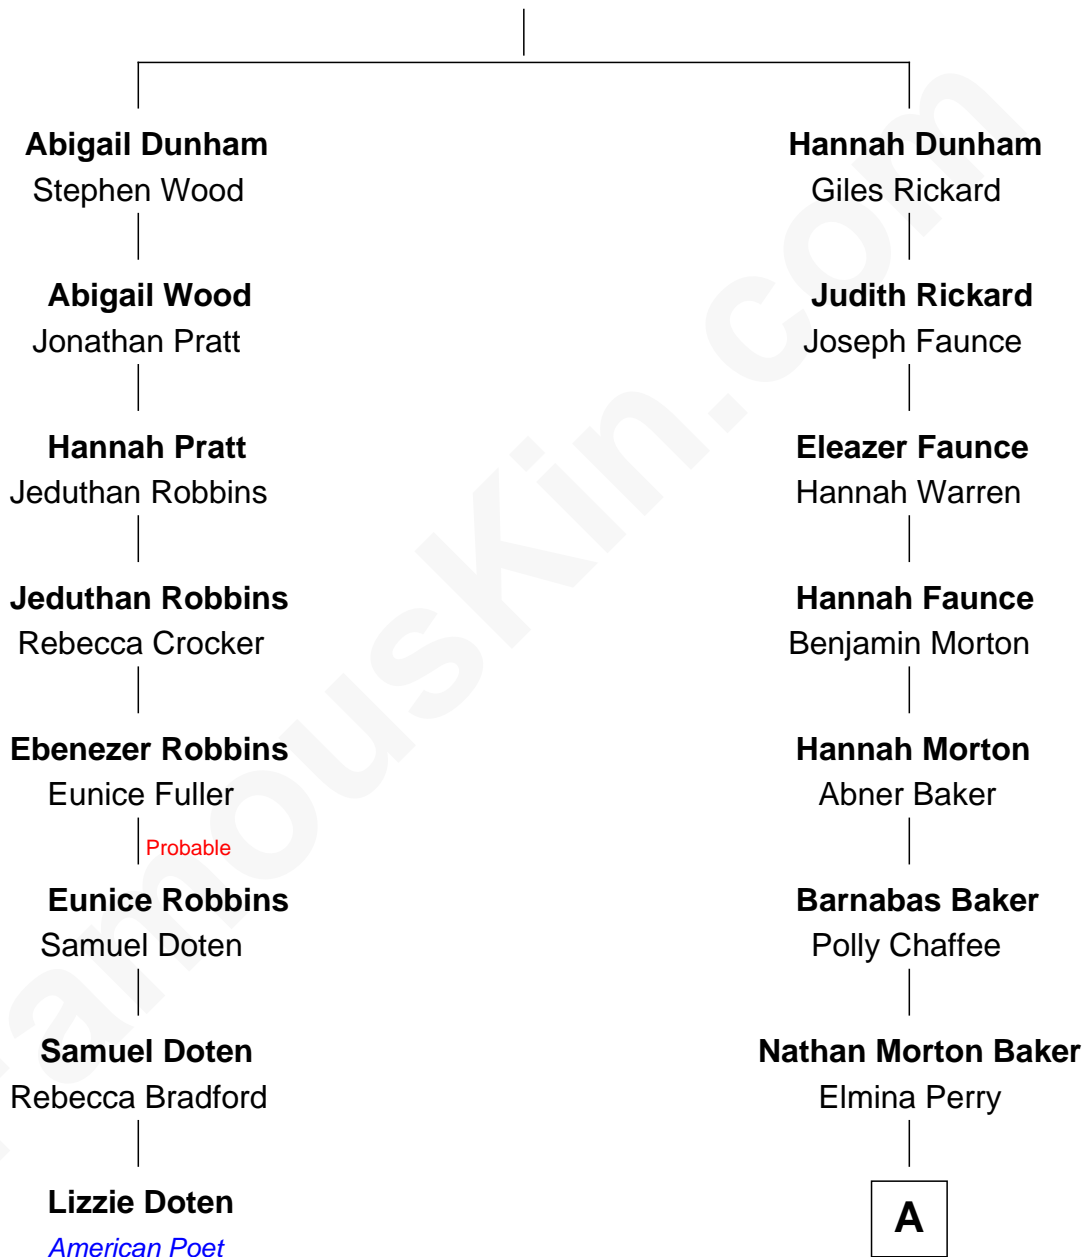 Abigail Dunham
Stephen Wood
Abigail Wood
Jonathan Pratt
Hannah Pratt
Jeduthan Robbins
Jeduthan Robbins
Rebecca Crocker
Ebenezer Robbins
Eunice Fuller
Probable
Eunice Robbins
Samuel Doten
Samuel Doten
Rebecca Bradford
Lizzie Doten
American Poet
Hannah Dunham
Giles Rickard
Judith Rickard
Joseph Faunce
Eleazer Faunce
Hannah Warren
Hannah Faunce
Benjamin Morton
Hannah Morton
Abner Baker
Barnabas Baker
Polly Chaffee
Nathan Morton Baker
Elmina Perry
A
FamousKin.com